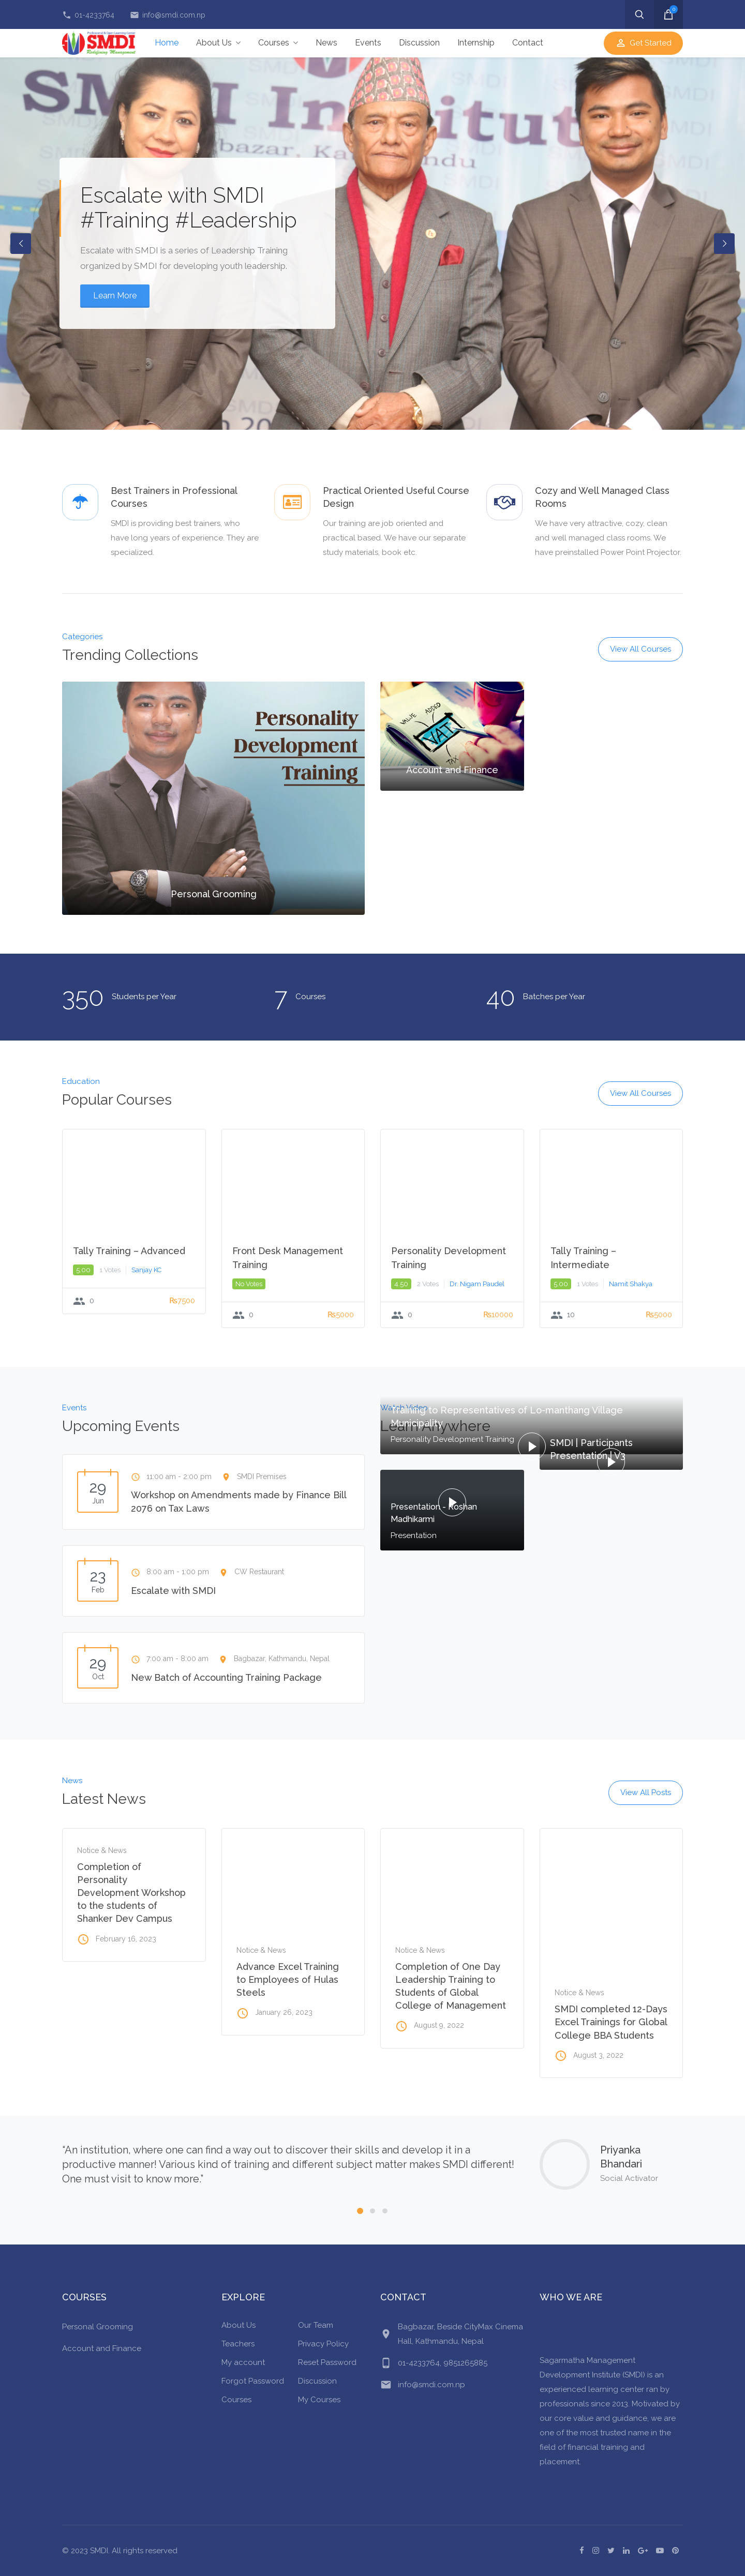 01-4233764
info@smdi.com.np
0
SMDI
Home
About Us
Courses
News
Events
Discussion
Internship
Contact
Get Started
Escalate with SMDI
#Training #Leadership
Escalate with SMDI is a series of Leadership Training
organized by SMDI for developing youth leadership.
Learn More
Best Trainers in Professional
Courses
SMDI is providing best trainers, who
have long years of experience. They are
specialized.
Practical Oriented Useful Course
Design
Our training are job oriented and
practical based. We have our separate
study materials, book etc.
Cozy and Well Managed Class
Rooms
We have very attractive, cozy, clean
and well managed class rooms. We
have preinstalled Power Point Projector.
Categories
Trending Collections
View All Courses
Personality
Development
Training
Personal Grooming
VALUE ADDED
VAT
Account and Finance
350 Students per Year
7 Courses
40 Batches per Year
Education
Popular Courses
View All Courses
Tally Training – Advanced
5.00 1 Votes Sanjay KC
0 ₨7500
Front Desk Management
Training
No Votes
0 ₨5000
Personality Development
Training
4.50 2 Votes Dr. Nigam Paudel
0 ₨10000
Tally Training –
Intermediate
5.00 1 Votes Namit Shakya
10 ₨5000
Events
Upcoming Events
29
Jun
11:00 am - 2:00 pm SMDI Premises
Workshop on Amendments made by Finance Bill
2076 on Tax Laws
23
Feb
8:00 am - 1:00 pm CW Restaurant
Escalate with SMDI
29
Oct
7:00 am - 8:00 am Bagbazar, Kathmandu, Nepal
New Batch of Accounting Training Package
Watch Video
Learn Anywhere
Training to Representatives of Lo-manthang Village
Municipality
Personality Development Training
SMDI | Participants
Presentation | V3
Presentation - Roshan
Madhikarmi
Presentation
News
Latest News
View All Posts
Notice & News
Completion of
Personality
Development Workshop
to the students of
Shanker Dev Campus
February 16, 2023
Notice & News
Advance Excel Training
to Employees of Hulas
Steels
January 26, 2023
Notice & News
Completion of One Day
Leadership Training to
Students of Global
College of Management
August 9, 2022
Notice & News
SMDI completed 12-Days
Excel Trainings for Global
College BBA Students
August 3, 2022
“An institution, where one can find a way out to discover their skills and develop it in a
productive manner! Various kind of training and different subject matter makes SMDI different!
One must visit to know more.”
Priyanka
Bhandari
Social Activator
COURSES
Personal Grooming
Account and Finance
EXPLORE
About Us
Teachers
My account
Forgot Password
Courses
Our Team
Privacy Policy
Reset Password
Discussion
My Courses
CONTACT
Bagbazar, Beside CityMax Cinema
Hall, Kathmandu, Nepal
01-4233764, 9851265885
info@smdi.com.np
WHO WE ARE
Sagarmatha Management
Development Institute (SMDI) is an
experienced learning center ran by
professionals since 2013. Motivated by
our core value and guidance, we are
one of the most trusted name in the
field of financial training and
placement.
© 2023 SMDI. All rights reserved